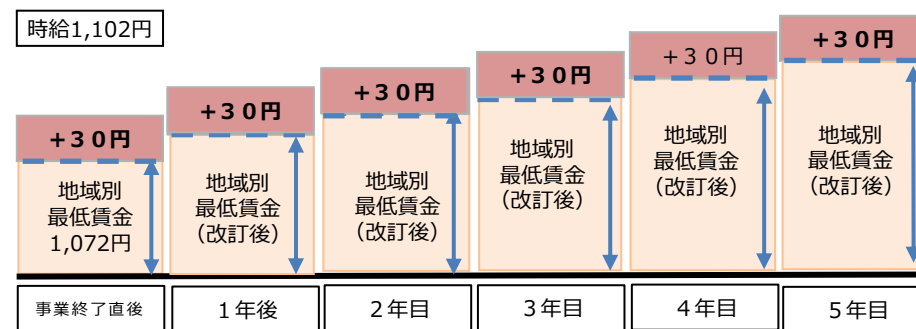 時給1,102円
+30円
地域別
最低賃金
1,072円
事業終了直後
+30円
地域別
最低賃金
(改訂後)
1年後
+30円
地域別
最低賃金
(改訂後)
2年目
+30円
地域別
最低賃金
(改訂後)
3年目
+30円
地域別
最低賃金
(改訂後)
4年目
+30円
地域別
最低賃金
(改訂後)
5年目